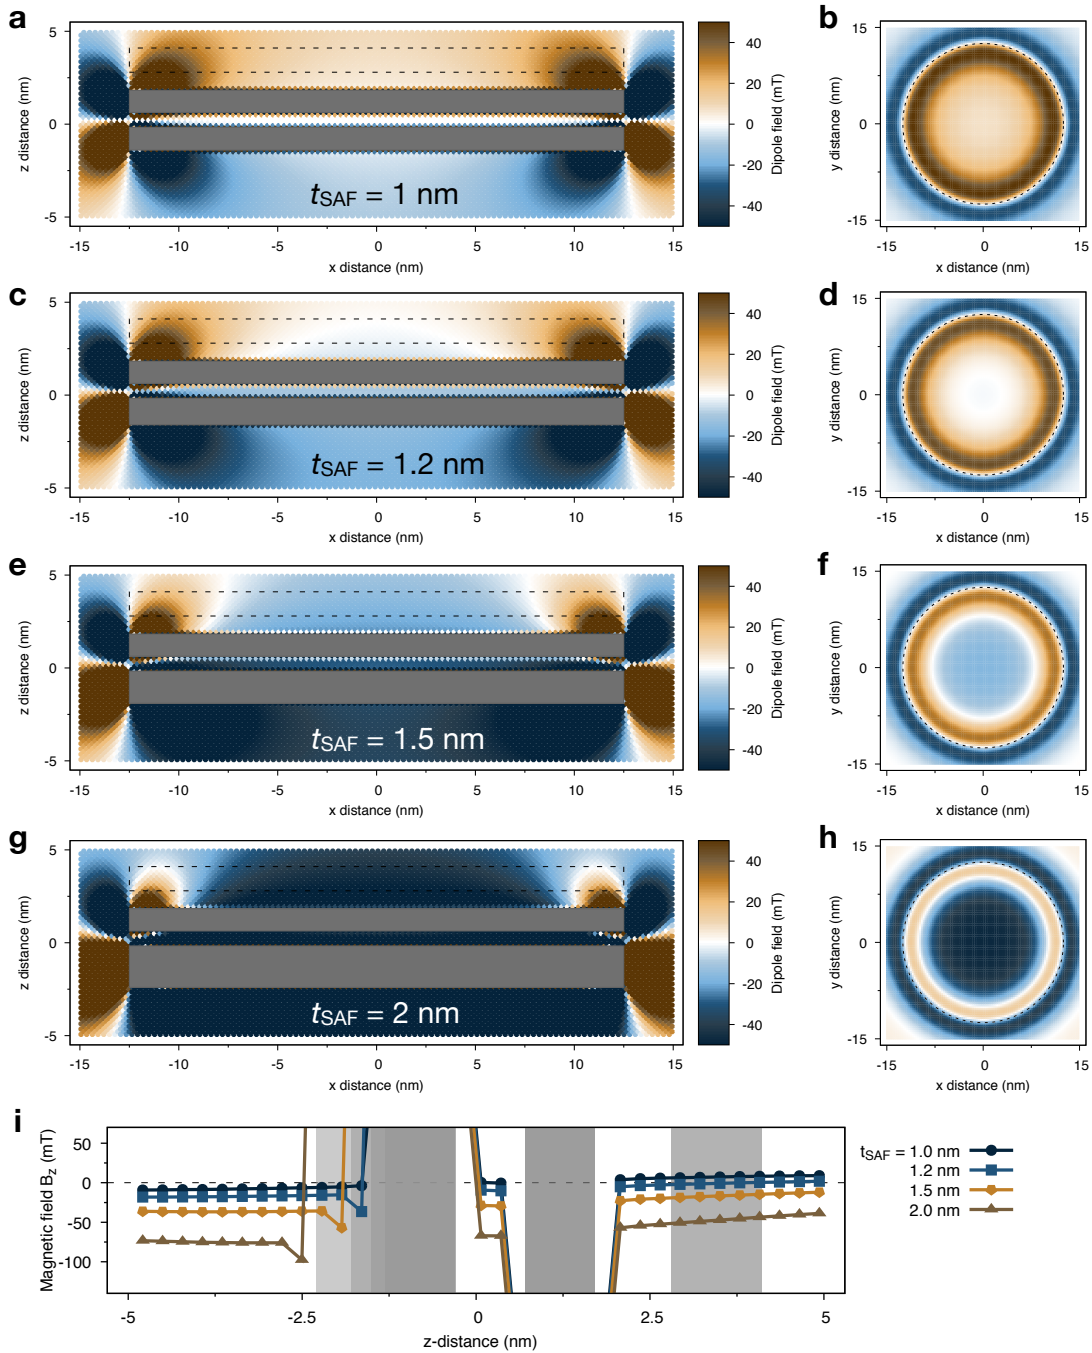 a
5
0
-5
z distance (nm)
-15
-10
-5
0
5
10
15
x distance (nm)
tSAF = 1 nm
40
20
0
-20
-40
Dipole field (mT)
b
15
0
-15
y distance (nm)
-15
0
15
x distance (nm)
c
5
0
-5
z distance (nm)
-15
-10
-5
0
5
10
15
x distance (nm)
tSAF = 1.2 nm
40
20
0
-20
-40
Dipole field (mT)
d
15
0
-15
y distance (nm)
-15
0
15
x distance (nm)
e
5
0
-5
z distance (nm)
-15
-10
-5
0
5
10
15
x distance (nm)
tSAF = 1.5 nm
40
20
0
-20
-40
Dipole field (mT)
f
15
0
-15
y distance (nm)
-15
0
15
x distance (nm)
g
5
0
-5
z distance (nm)
-15
-10
-5
0
5
10
15
x distance (nm)
tSAF = 2 nm
40
20
0
-20
-40
Dipole field (mT)
h
15
0
-15
y distance (nm)
-15
0
15
x distance (nm)
i
50
0
-50
-100
Magnetic field Bz (mT)
-5
-2.5
0
2.5
5
z-distance (nm)
tSAF = 1.0 nm
1.2 nm
1.5 nm
2.0 nm